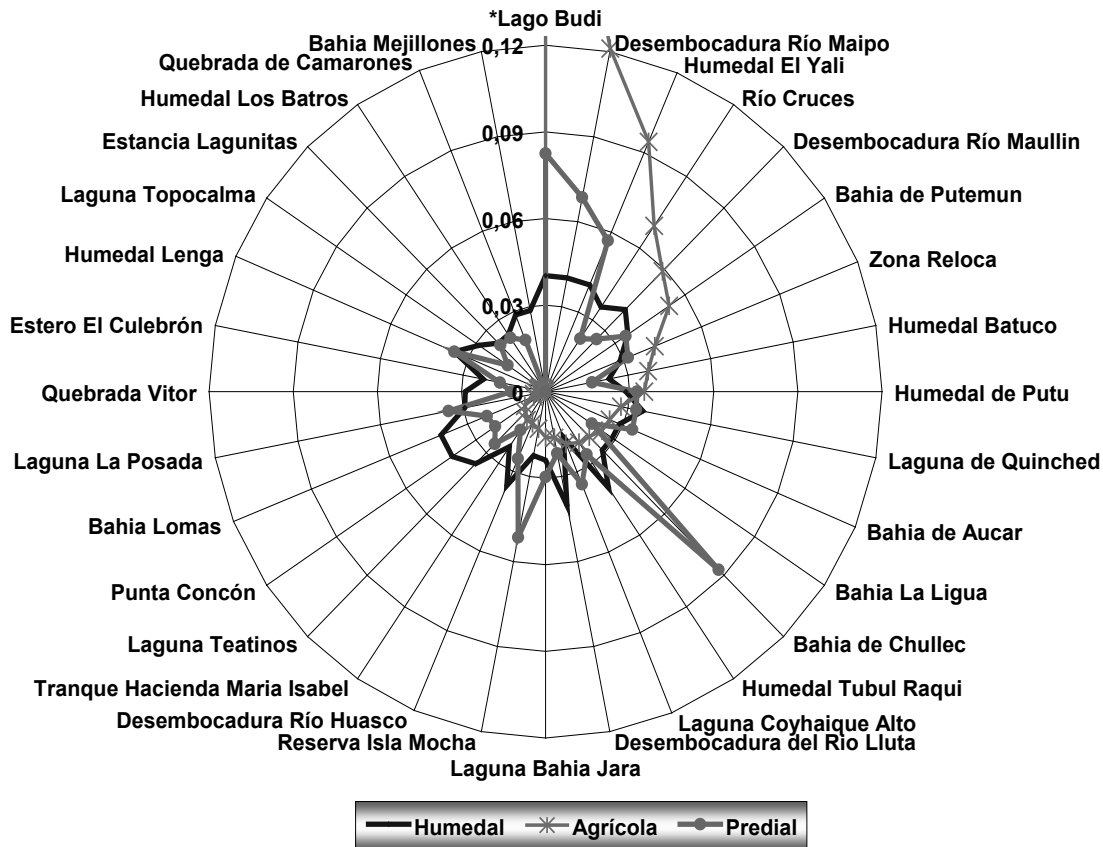 *Lago Budi
Desembocadura Río Maipo
Humedal El Yali
Río Cruces
Desembocadura Río Maullin
Bahia de Putemun
Zona Reloca
Humedal Batuco
Humedal de Putu
Laguna de Quinched
Bahia de Aucar
Bahia La Ligua
Bahia de Chullec
Humedal Tubul Raqui
Laguna Coyhaique Alto
Desembocadura del Rio Lluta
Laguna Bahia Jara
Reserva Isla Mocha
Desembocadura Río Huasco
Tranque Hacienda Maria Isabel
Laguna Teatinos
Punta Concón
Bahia Lomas
Laguna La Posada
Quebrada Vitor
Estero El Culebrón
Humedal Lenga
Laguna Topocalma
Estancia Lagunitas
Humedal Los Batros
Quebrada de Camarones
Bahia Mejillones
0,12
0,09
0,06
0,03
0
Humedal Agrícola Predial